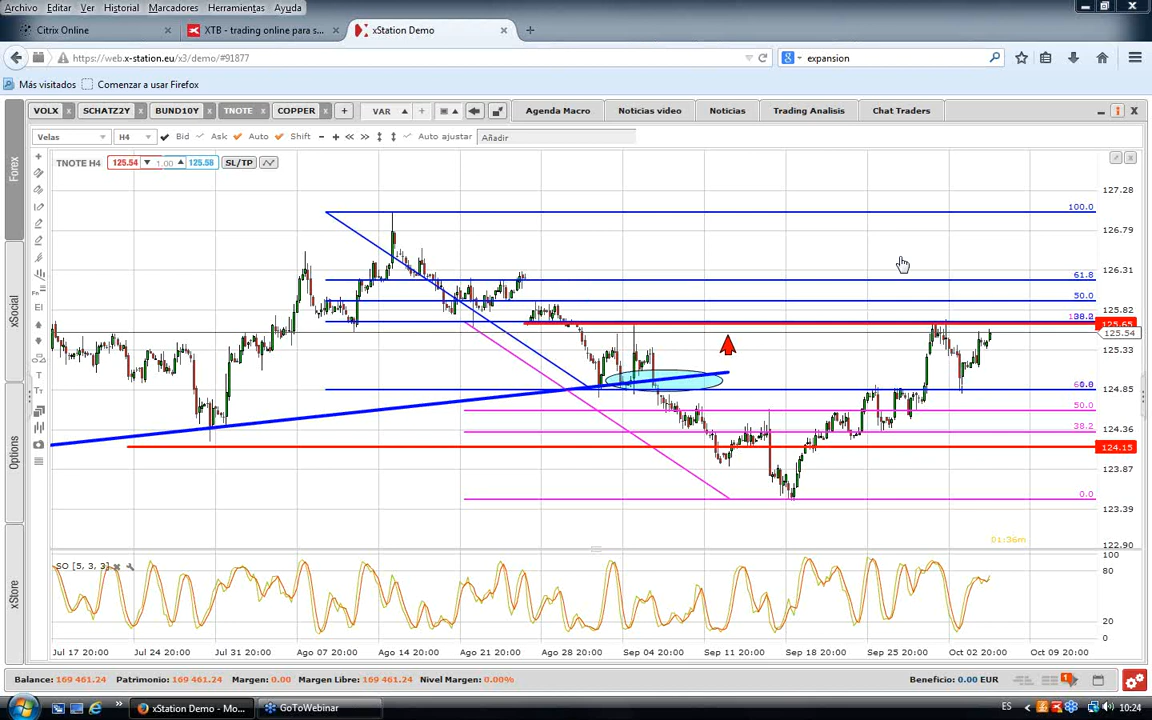 Archivo Editar Ver Historial Marcadores Herramientas Ayuda
Citrix Online
XTB - trading online para s...
xStation Demo
https://web.x-station.eu/x3/demo/#91877
expansion
Más visitados
Comenzar a usar Firefox
VOLX x SCHATZ2Y x BUND10Y x TNOTE x COPPER x + VAR
Agenda Macro Noticias video Noticias Trading Analisis Chat Traders
Velas H4 Bid Ask Auto Shift Auto ajustar Añadir
Forex
xSocial
Options
xStore
TNOTE H4 125.54 1.00 125.58 SL/TP
127.28
100.0
126.79
126.31
61.8
50.0
125.82
38.2
125.65
125.54
125.33
124.85
50.0
38.2
124.36
124.15
123.87
0.0
123.39
01:36m
122.90
SO [5, 3, 3]
100
80
20
0
Jul 17 20:00 Jul 24 20:00 Jul 31 20:00 Ago 07 20:00 Ago 14 20:00 Ago 21 20:00 Ago 28 20:00 Sep 04 20:00 Sep 11 20:00 Sep 18 20:00 Sep 25 20:00 Oct 02 20:00 Oct 09 20:00
Balance: 169 461.24 Patrimonio: 169 461.24 Margen: 0.00 Margen Libre: 169 461.24 Nivel Margen: 0.00% Beneficio: 0.00 EUR
xStation Demo - Mo...
GoToWebinar
ES
10:24